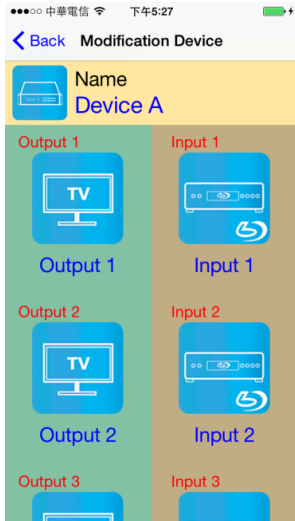 中華電信 下午5:27
Back Modification Device
Name
Device A
Output 1 Input 1
TV
Output 1 Input 1
Output 2 Input 2
TV
Output 2 Input 2
Output 3 Input 3